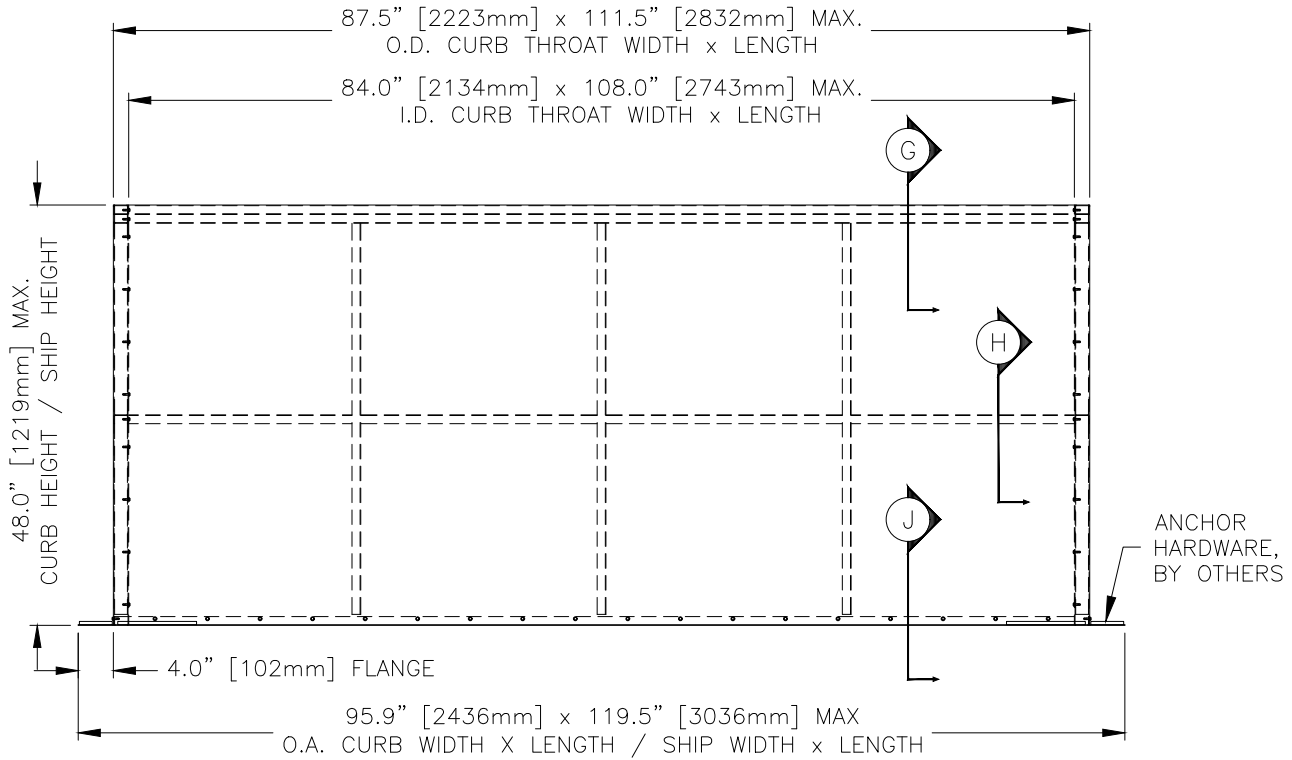 87.5” [2223mm] x 111.5” [2832mm] MAX.
O.D. CURB THROAT WIDTH x LENGTH
84.0” [2134mm] x 108.0” [2743mm] MAX.
I.D. CURB THROAT WIDTH x LENGTH
G
48.0” [1219mm] MAX.
CURB HEIGHT / SHIP HEIGHT
H
J
ANCHOR
HARDWARE,
BY OTHERS
4.0” [102mm] FLANGE
95.9” [2436mm] x 119.5” [3036mm] MAX
O.A. CURB WIDTH X LENGTH / SHIP WIDTH x LENGTH